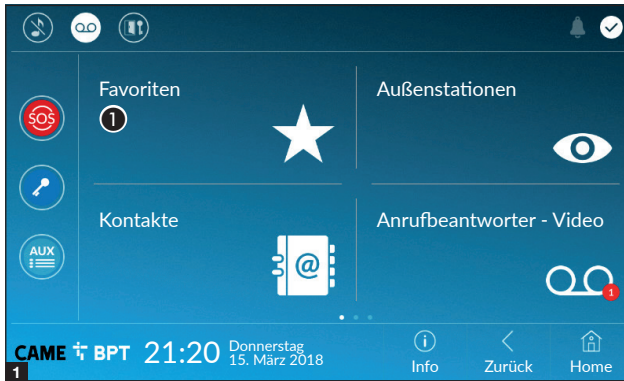 Favoriten
1
Außenstationen
SOS
Kontakte
@
Anrufbeantworter - Video
1
AUX
CAME BPT 21:20 Donnerstag
15. März 2018
i
Info
Zurück
Home
1